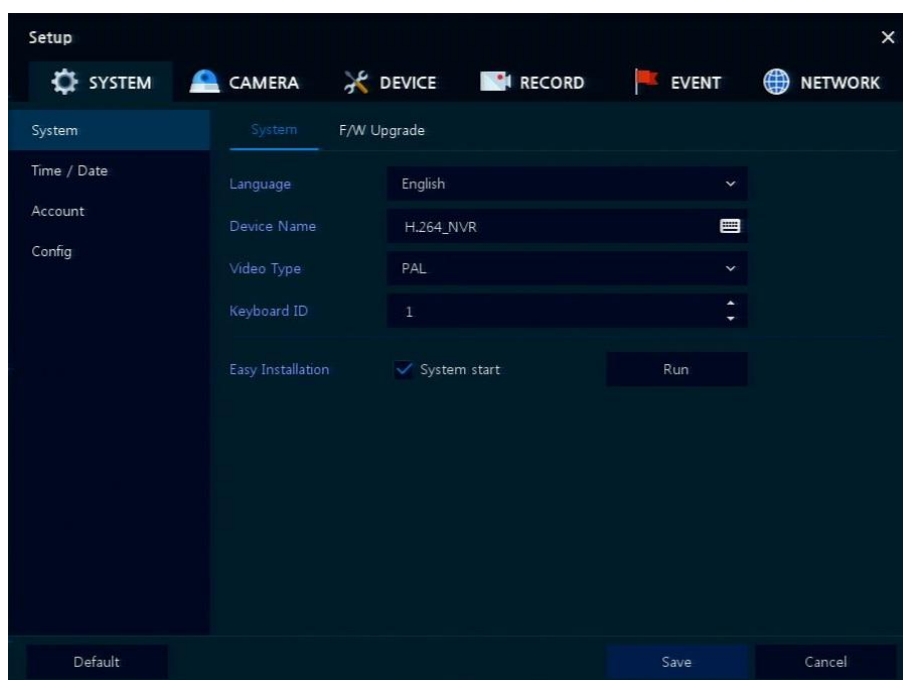 Setup
SYSTEM CAMERA DEVICE RECORD EVENT NETWORK
System
Time / Date
Account
Config
System F/W Upgrade
Language English
Device Name H.264_NVR
Video Type PAL
Keyboard ID 1
Easy Installation System start Run
Default Save Cancel